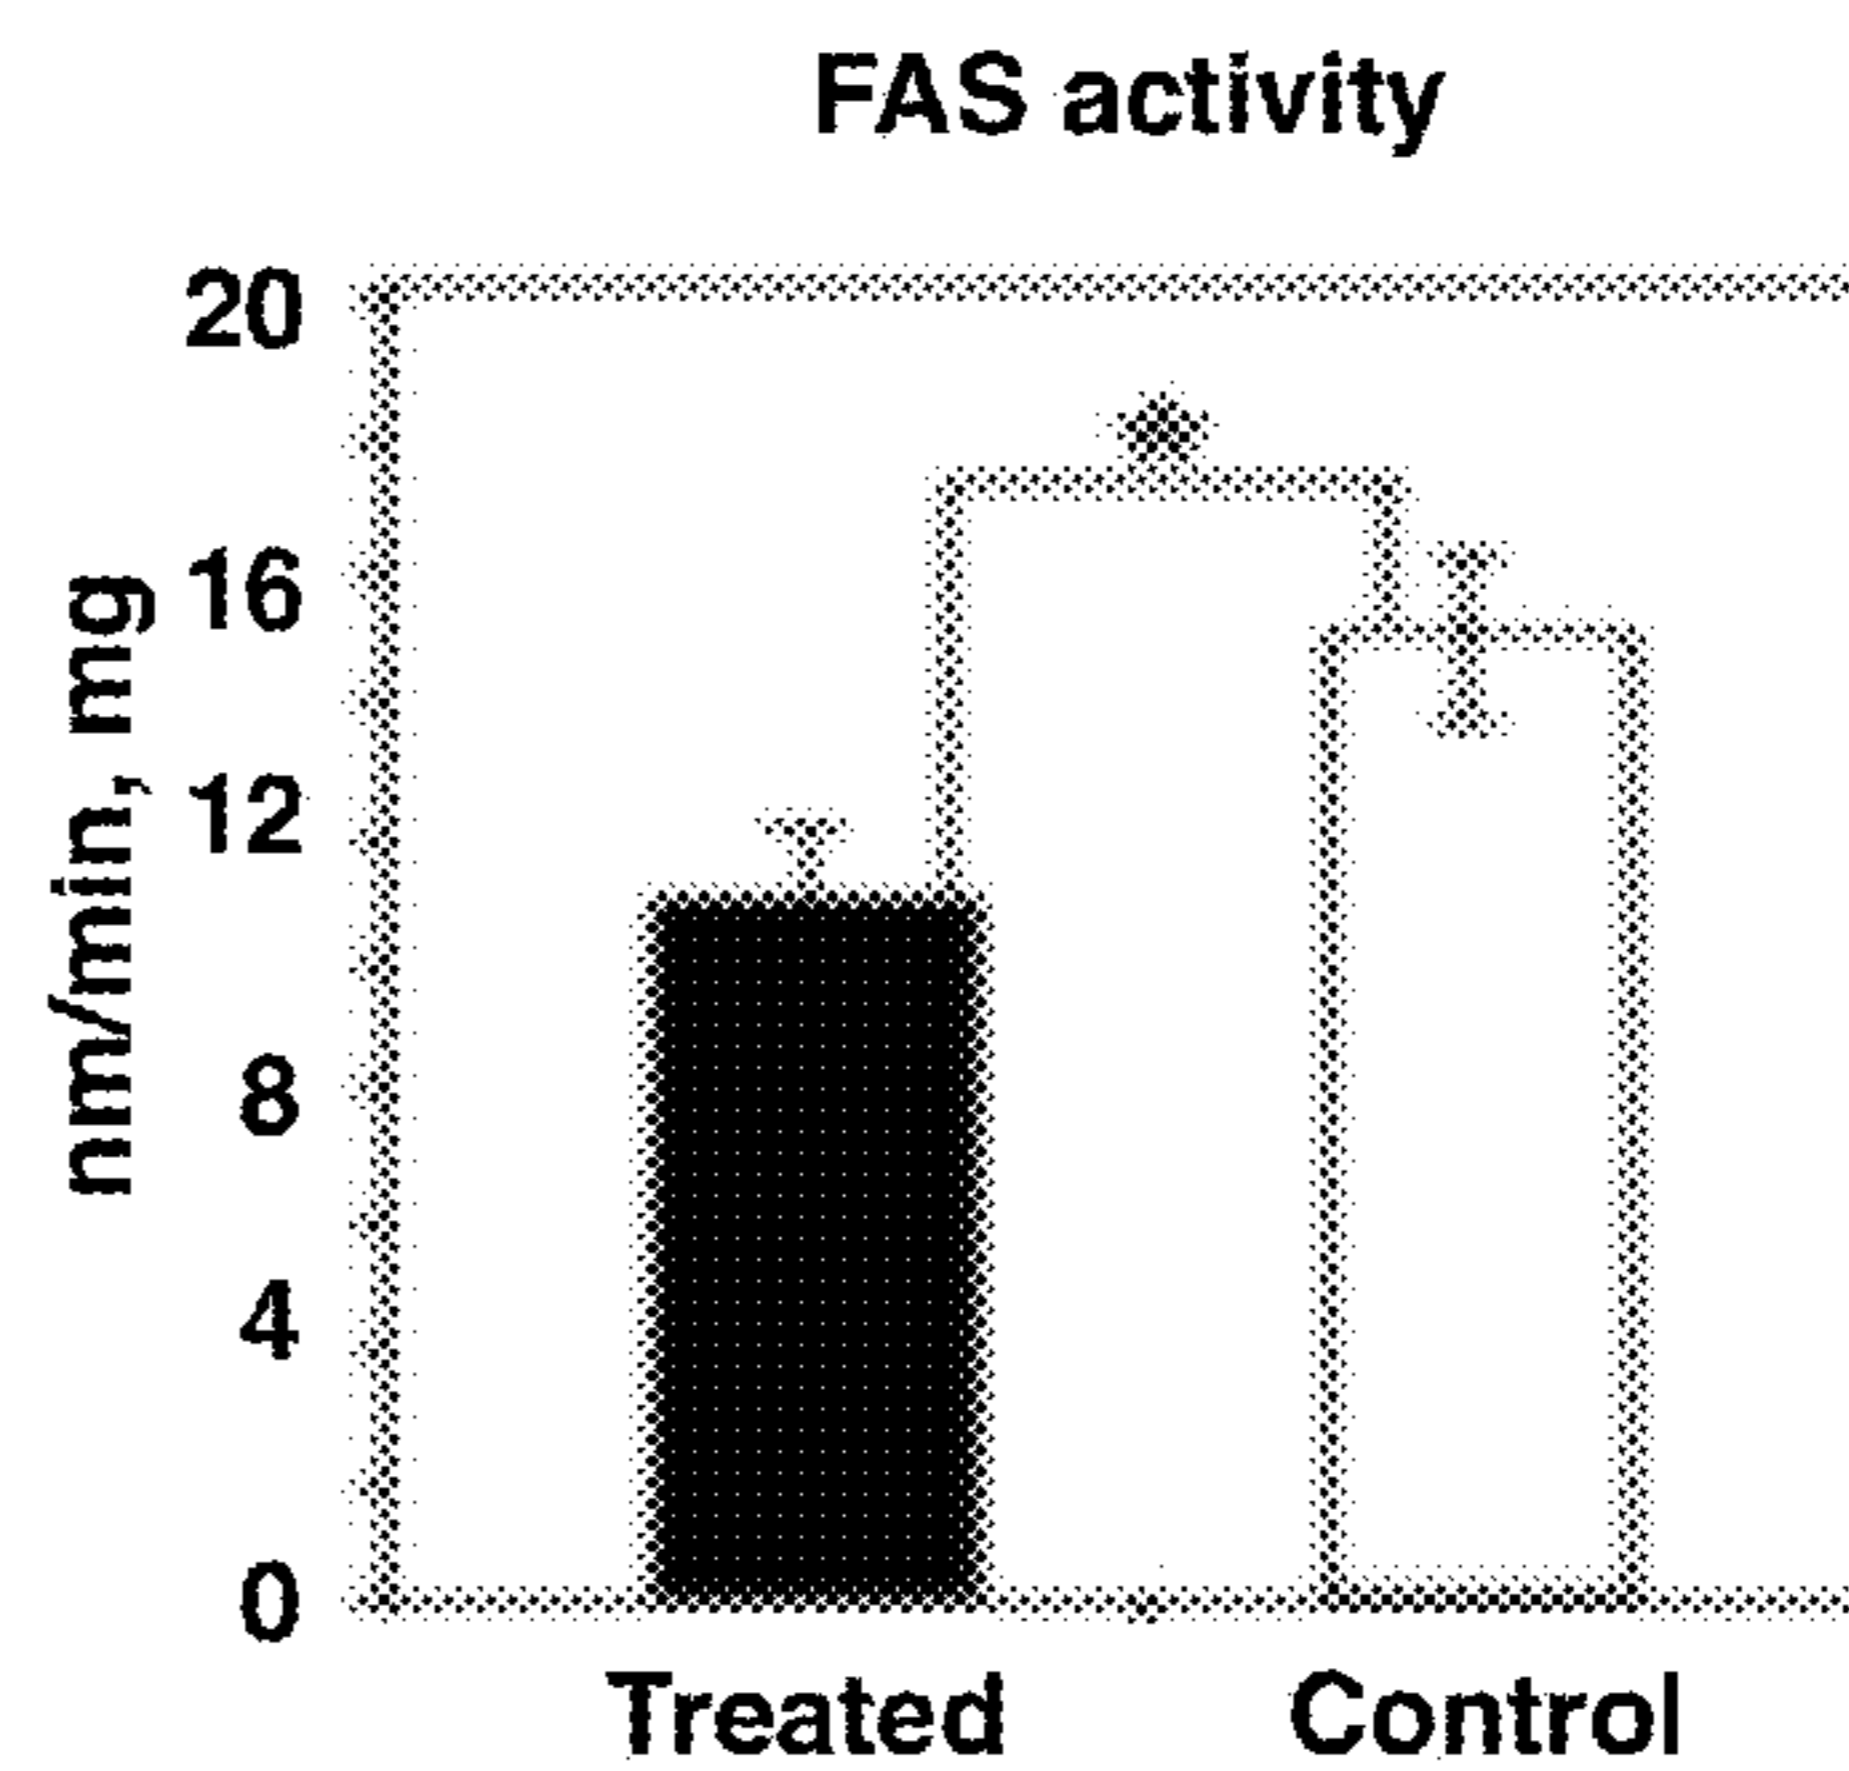 FAS activity
nm/min, mg
20
16
12
8
4
0
Treated
Control